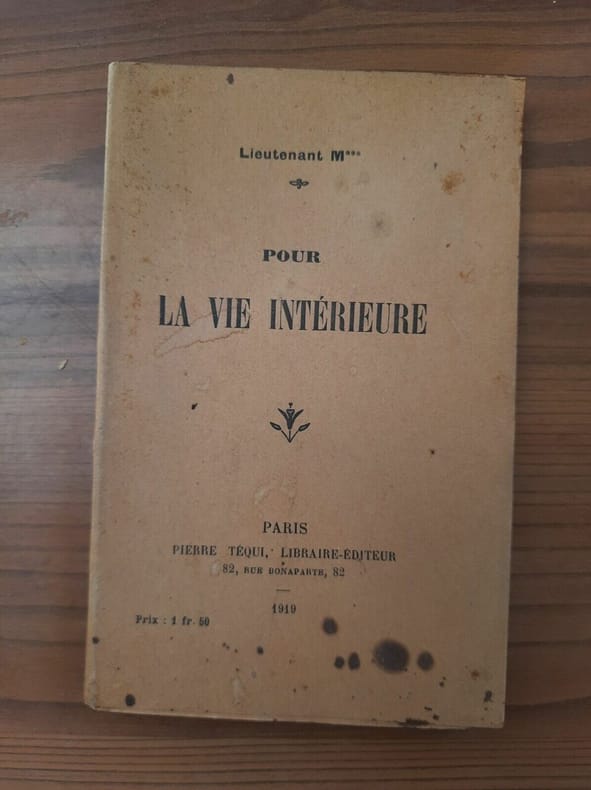 Lieutenant M***
POUR
LA VIE INTÉRIEURE
PARIS
PIERRE TÉQUI, LIBRAIRE-ÉDITEUR
82, RUE BONAPARTE, 82
1919
Prix : 1 fr. 50